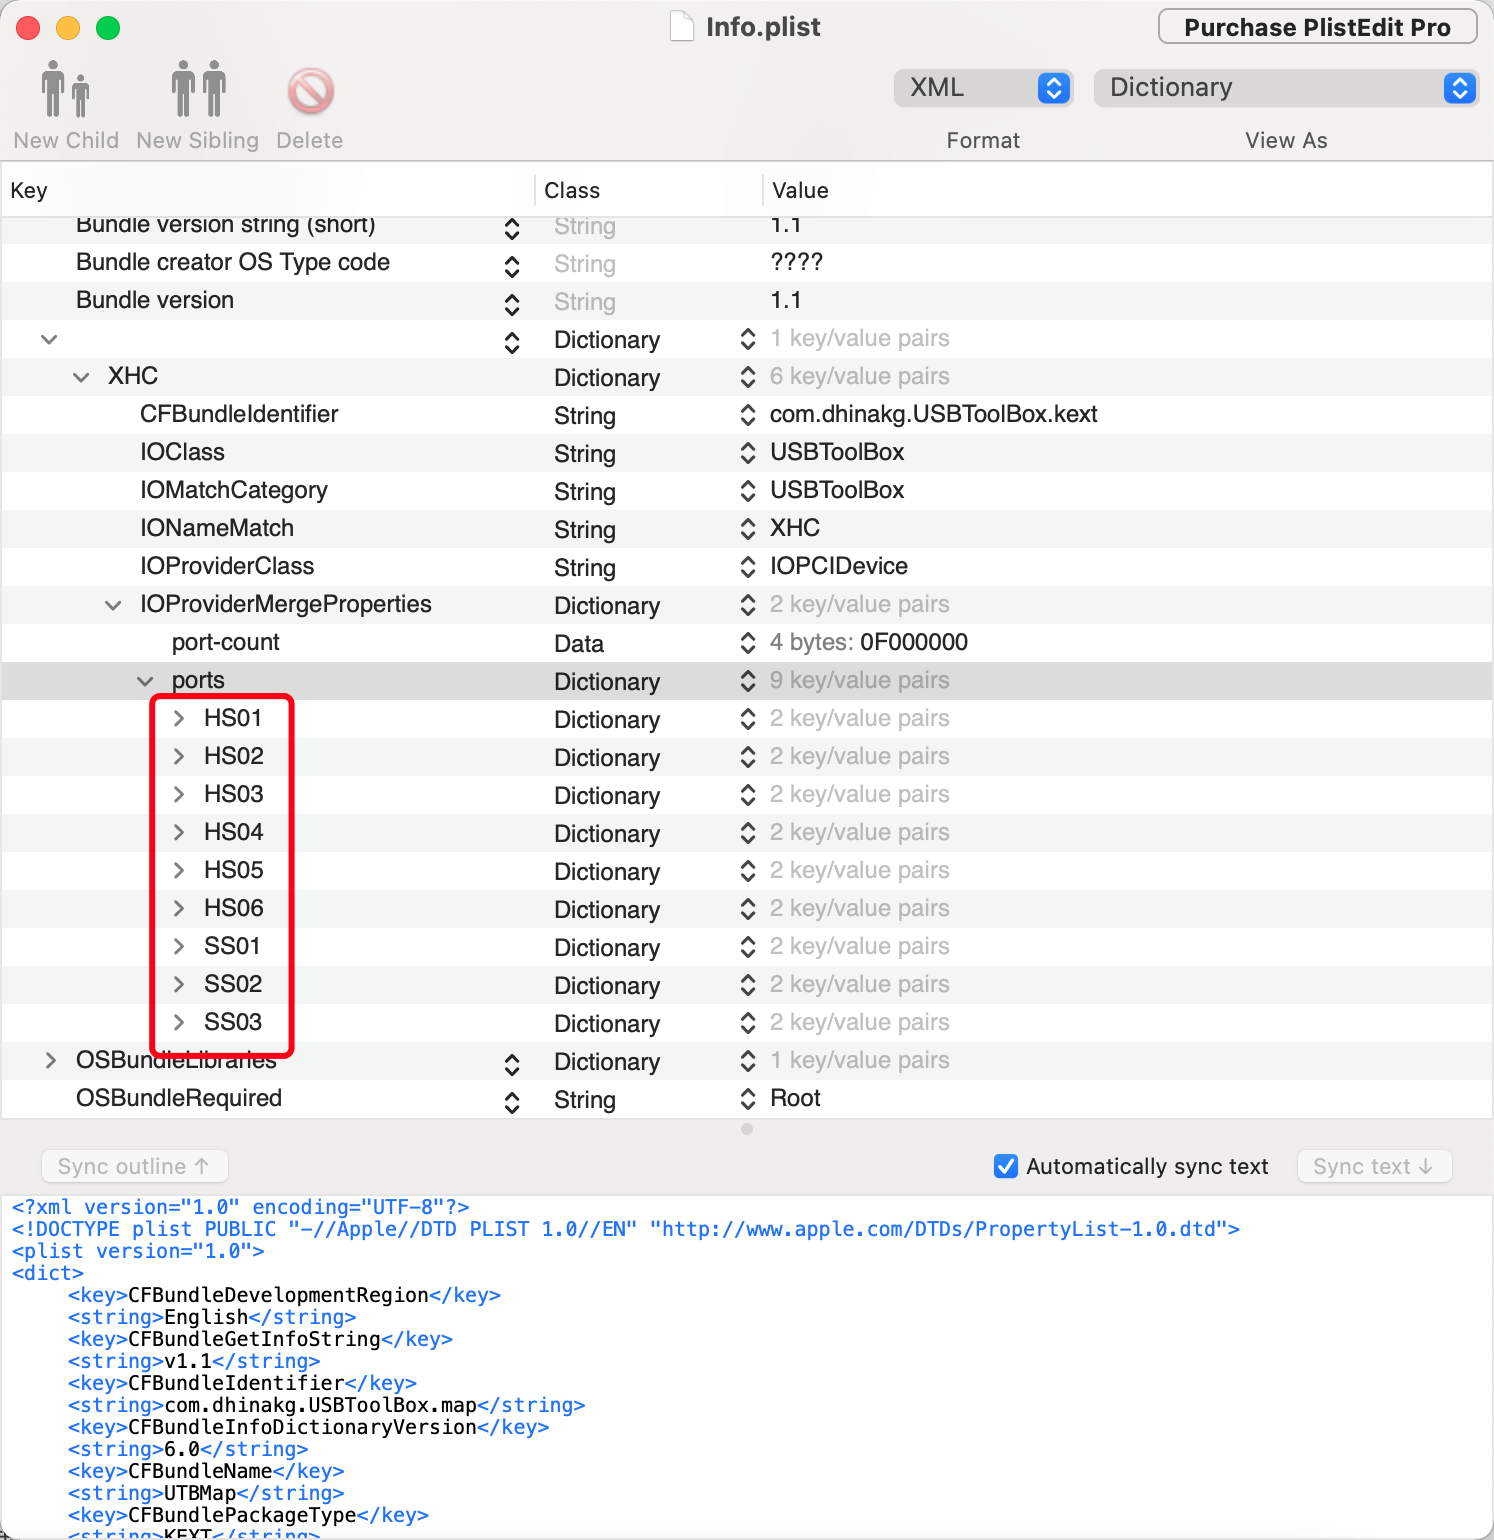 Info.plist
Purchase PlistEdit Pro
New Child New Sibling Delete
XML Dictionary
Format View As
Key Class Value
Bundle version string (short) String 1.1
Bundle creator OS Type code String ????
Bundle version String 1.1
Dictionary 1 key/value pairs
XHC Dictionary 6 key/value pairs
CFBundleIdentifier String com.dhinakg.USBToolBox.kext
IOClass String USBToolBox
IOMatchCategory String USBToolBox
IONameMatch String XHC
IOProviderClass String IOPCIDevice
IOProviderMergeProperties Dictionary 2 key/value pairs
port-count Data 4 bytes: 0F000000
ports Dictionary 9 key/value pairs
HS01 Dictionary 2 key/value pairs
HS02 Dictionary 2 key/value pairs
HS03 Dictionary 2 key/value pairs
HS04 Dictionary 2 key/value pairs
HS05 Dictionary 2 key/value pairs
HS06 Dictionary 2 key/value pairs
SS01 Dictionary 2 key/value pairs
SS02 Dictionary 2 key/value pairs
SS03 Dictionary 2 key/value pairs
OSBundleLibraries Dictionary 1 key/value pairs
OSBundleRequired String Root
Sync outline ↑ Automatically sync text Sync text ↓
<?xml version="1.0" encoding="UTF-8"?>
<!DOCTYPE plist PUBLIC "-//Apple//DTD PLIST 1.0//EN" "http://www.apple.com/DTDs/PropertyList-1.0.dtd">
<plist version="1.0">
<dict>
<key>CFBundleDevelopmentRegion</key>
<string>English</string>
<key>CFBundleGetInfoString</key>
<string>v1.1</string>
<key>CFBundleIdentifier</key>
<string>com.dhinakg.USBToolBox.map</string>
<key>CFBundleInfoDictionaryVersion</key>
<string>6.0</string>
<key>CFBundleName</key>
<string>UTBMap</string>
<key>CFBundlePackageType</key>
<string>KEXT</string>